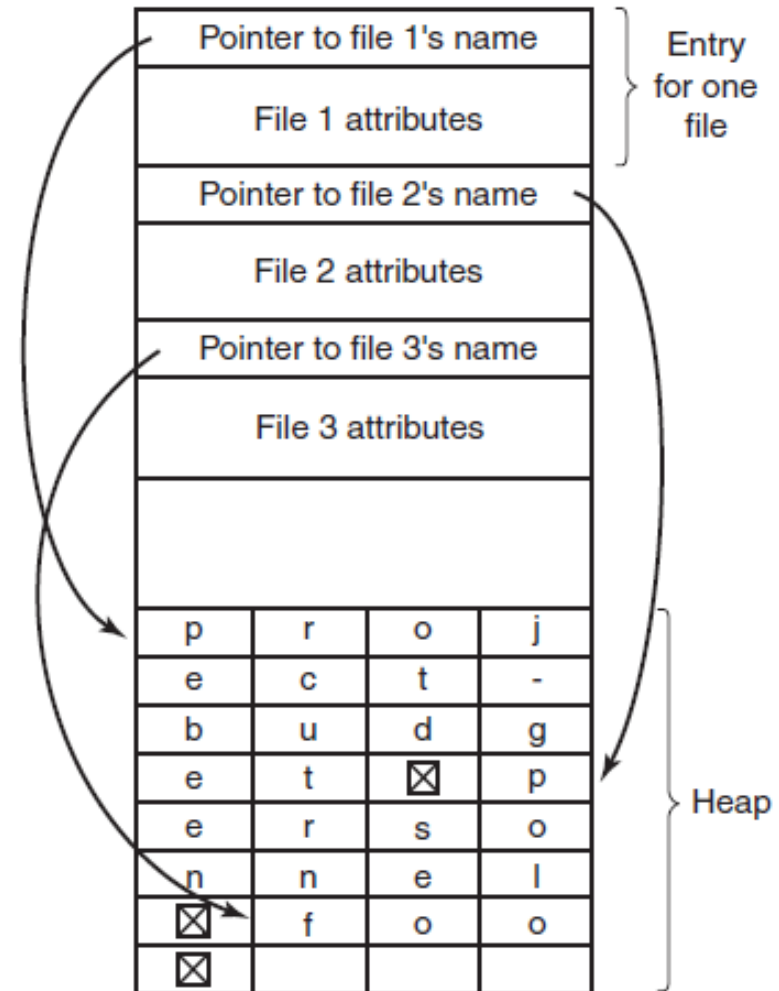 Pointer to file 1's name
File 1 attributes
Entry
for one
file
Pointer to file 2's name
File 2 attributes
Pointer to file 3's name
File 3 attributes
p r o j
e c t -
b u d g
e t ☒ p
e r s o
n n e l
☒ f o o
☒
Heap